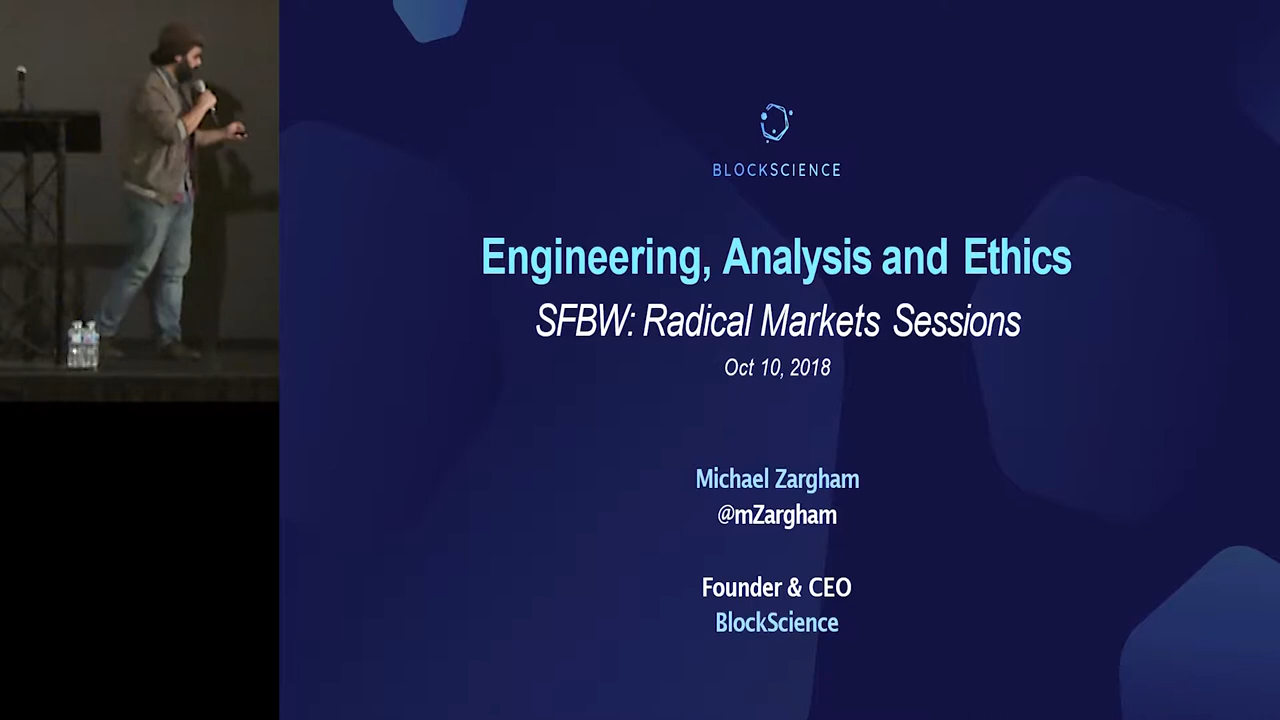 BLOCKSCIENCE
Engineering, Analysis and Ethics
SFBW: Radical Markets Sessions
Oct 10, 2018
Michael Zargham
@mZargham
Founder & CEO
BlockScience